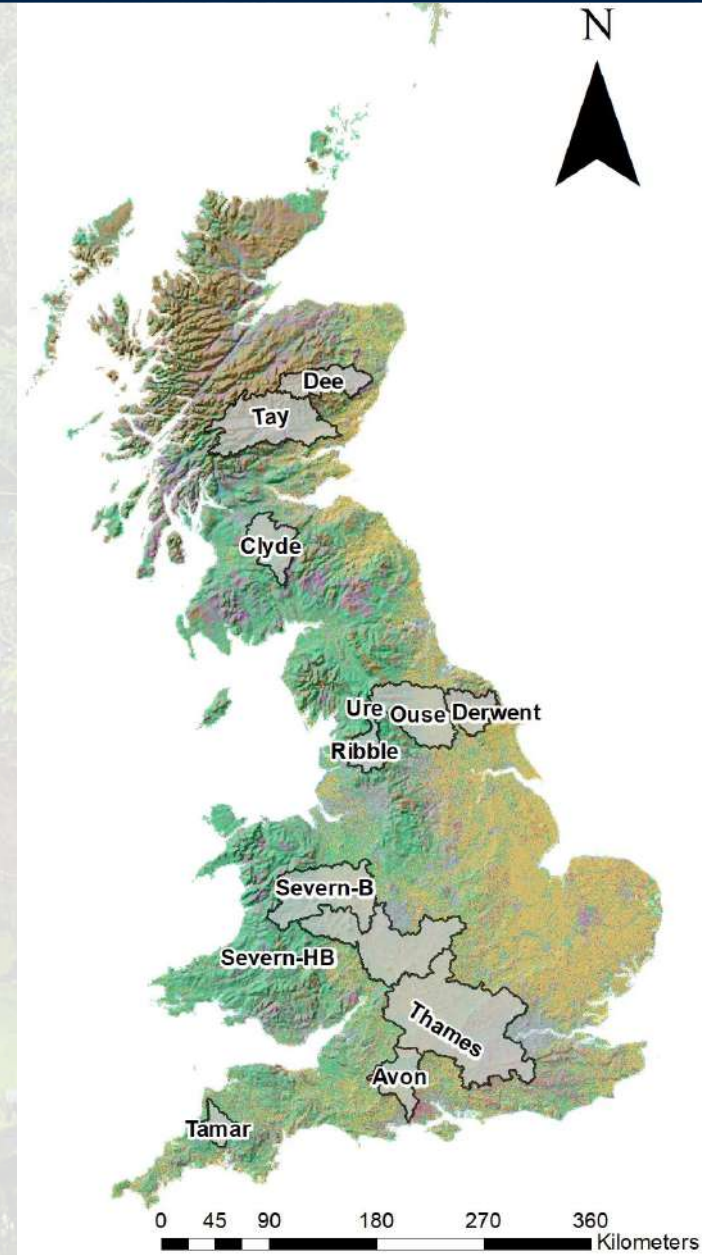 N
Dee
Tay
Clyde
Ure Ouse Derwent
Ribble
Severn-B
Severn-HB
Thames
Avon
Tamar
0 45 90 180 270 360
Kilometers